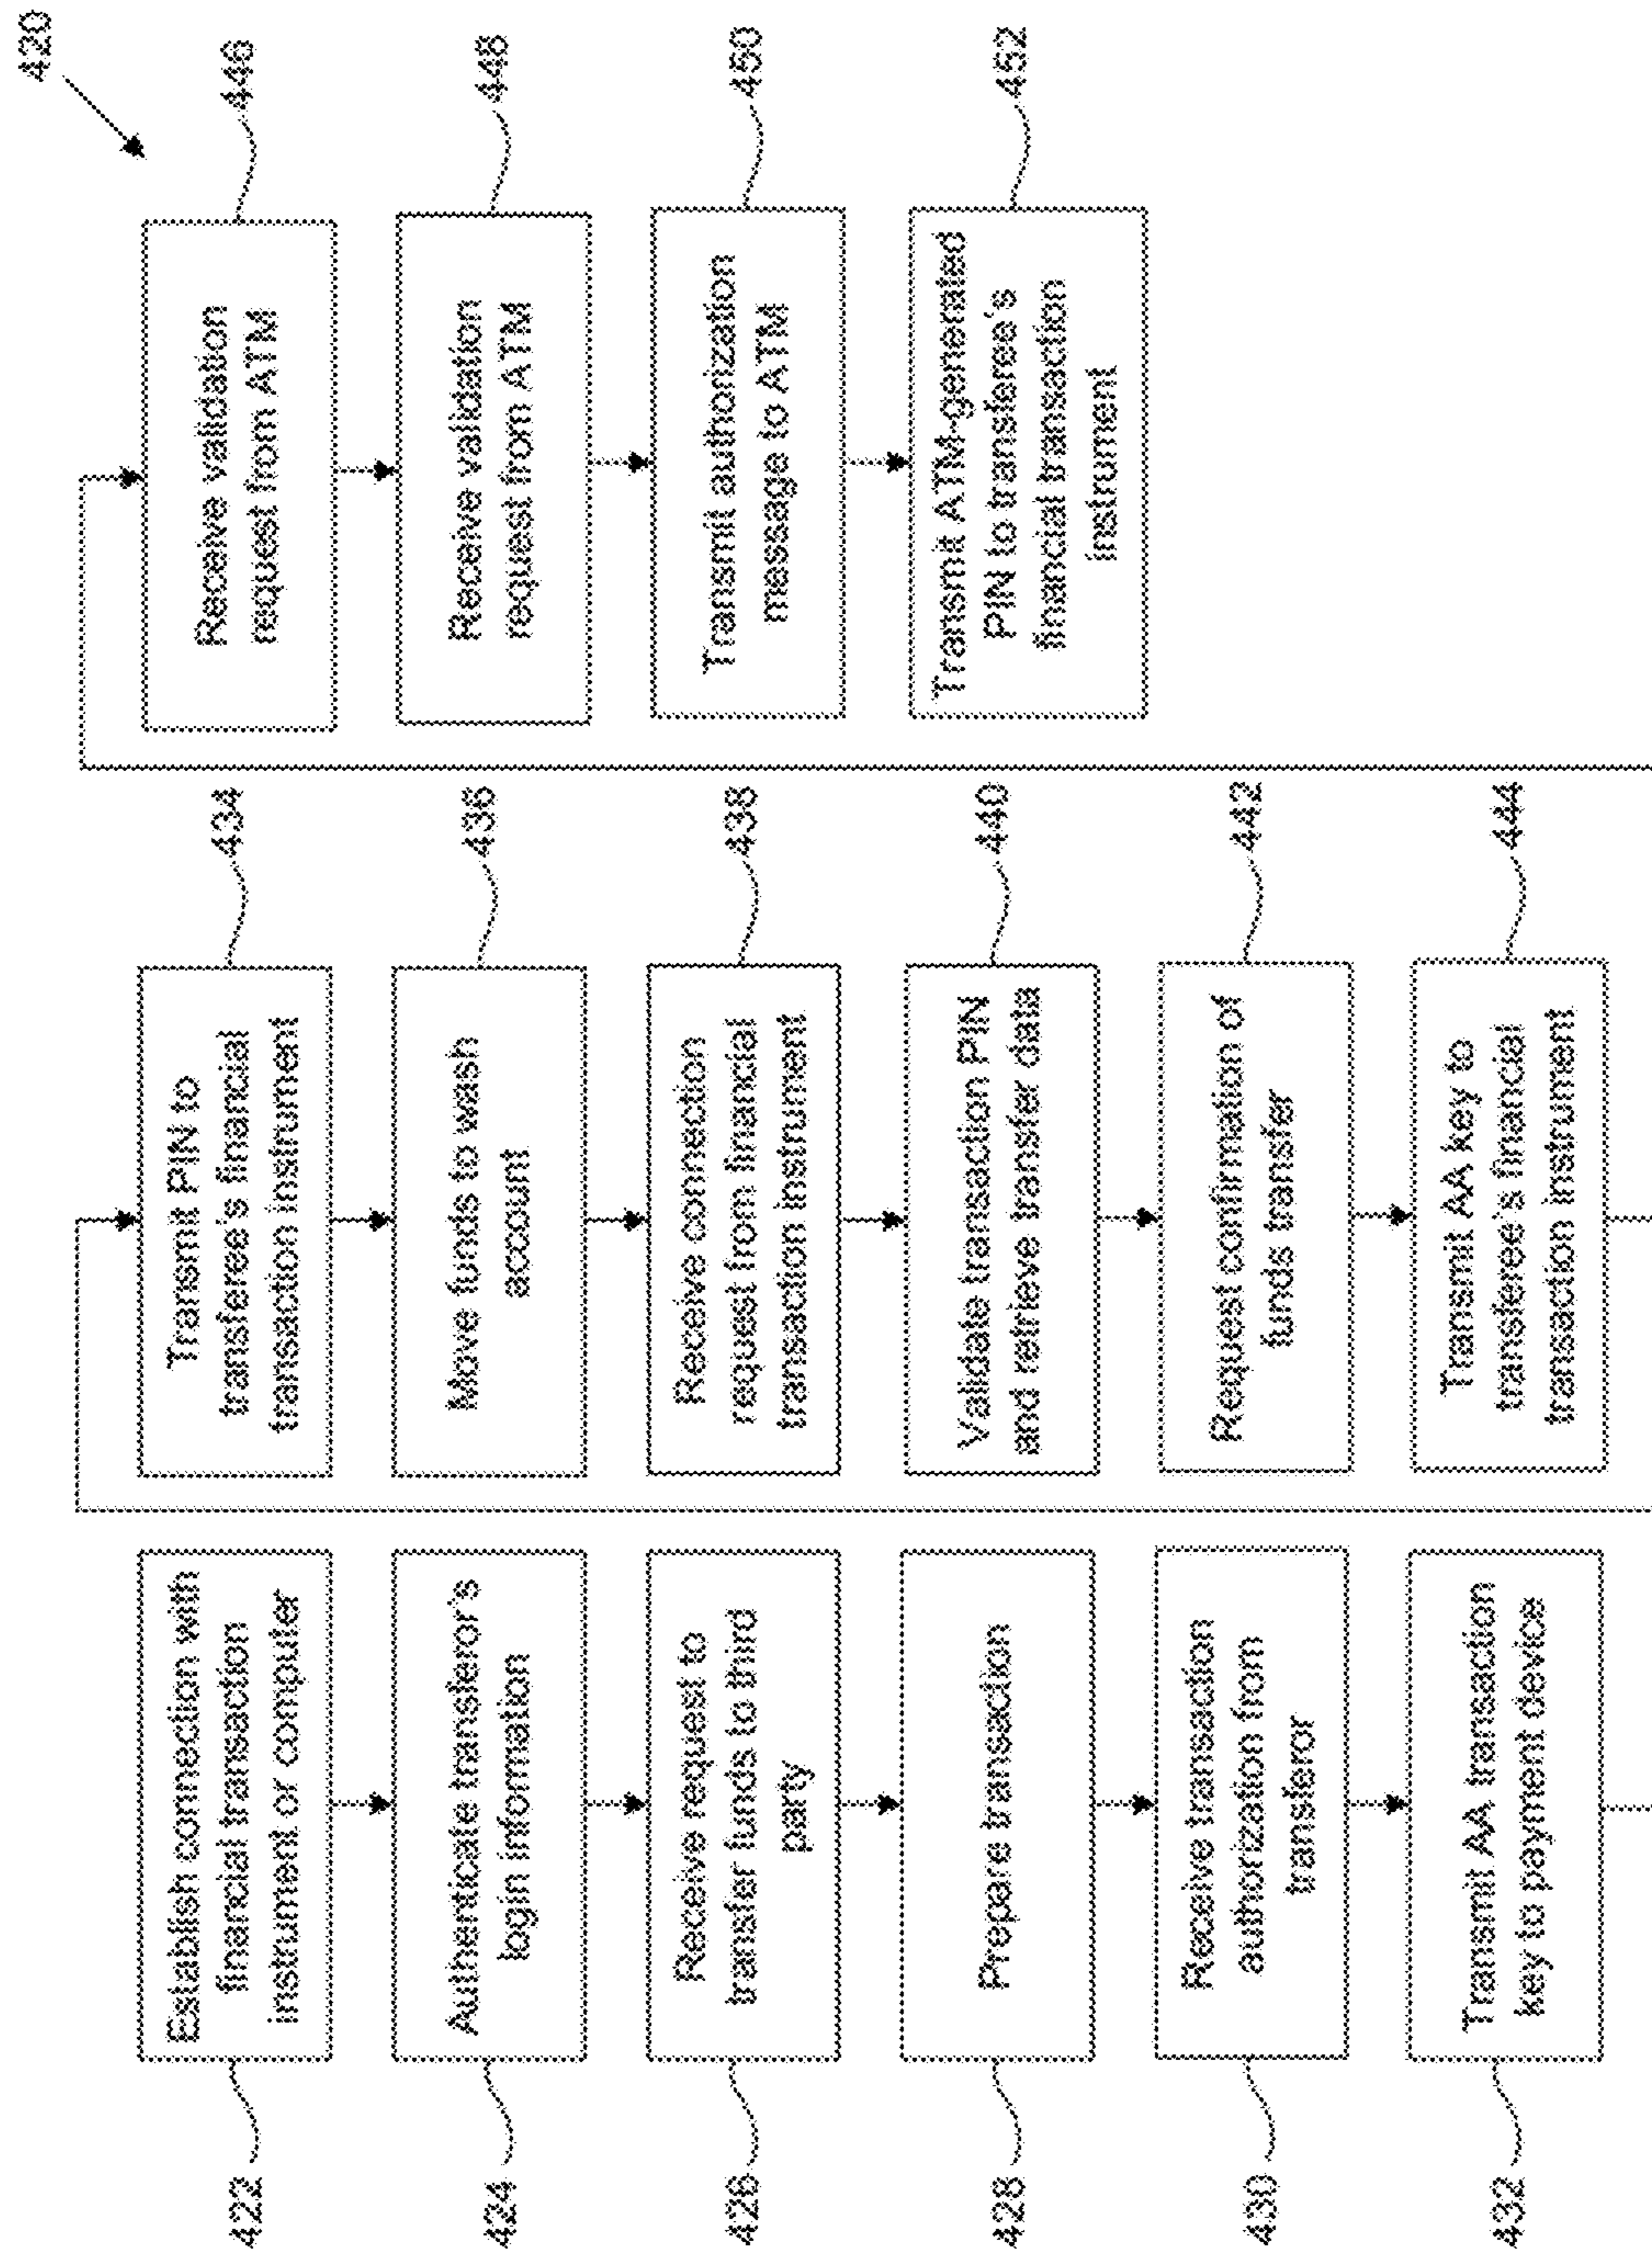 420
422
Establish connection with
financial transaction
instrument or computer
424
Authenticate transferor's
login information
426
Receive request to
transfer funds to third
party
428
Prepare transaction
430
Receive transaction
authorization from
transferor
432
Transmit AA transaction
key to payment device
434
Transmit PIN to
transferee's financial
transaction instrument
436
Move funds to wash
account
438
Receive connection
request from financial
transaction instrument
440
Validate transaction PIN
and retrieve transfer data
442
Request confirmation of
funds transfer
444
Transmit AA key to
transferee's financial
transaction instrument
446
Receive validation
request from ATM
448
Receive validation
request from ATM
450
Transmit authorization
message to ATM
452
Transmit ATM-generated
PIN to transferee's
financial transaction
instrument